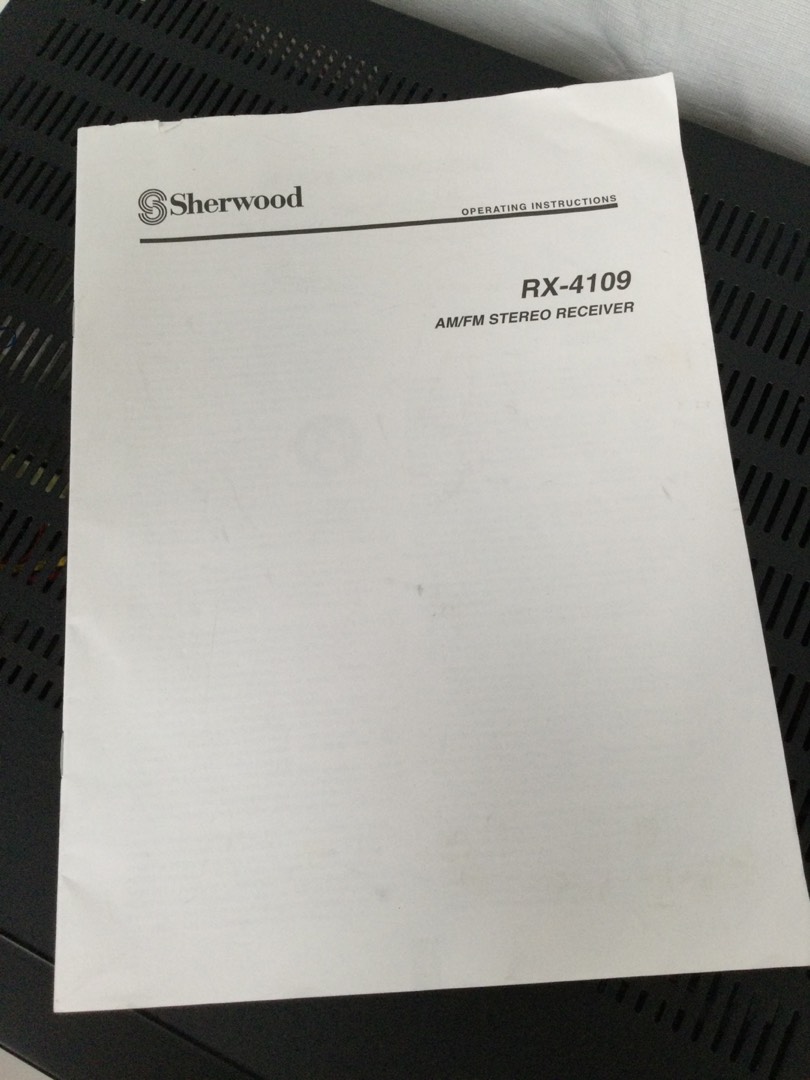 Sherwood
OPERATING INSTRUCTIONS
RX-4109
AM/FM STEREO RECEIVER